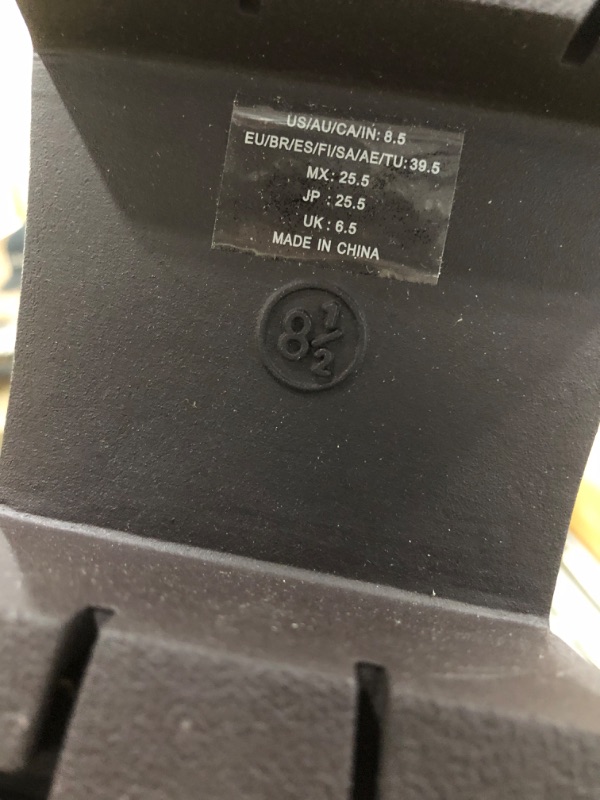 US/AU/CA/IN: 8.5
EU/BR/ES/FI/SA/AE/TU: 39.5
MX: 25.5
JP : 25.5
UK : 6.5
MADE IN CHINA
8 1/2